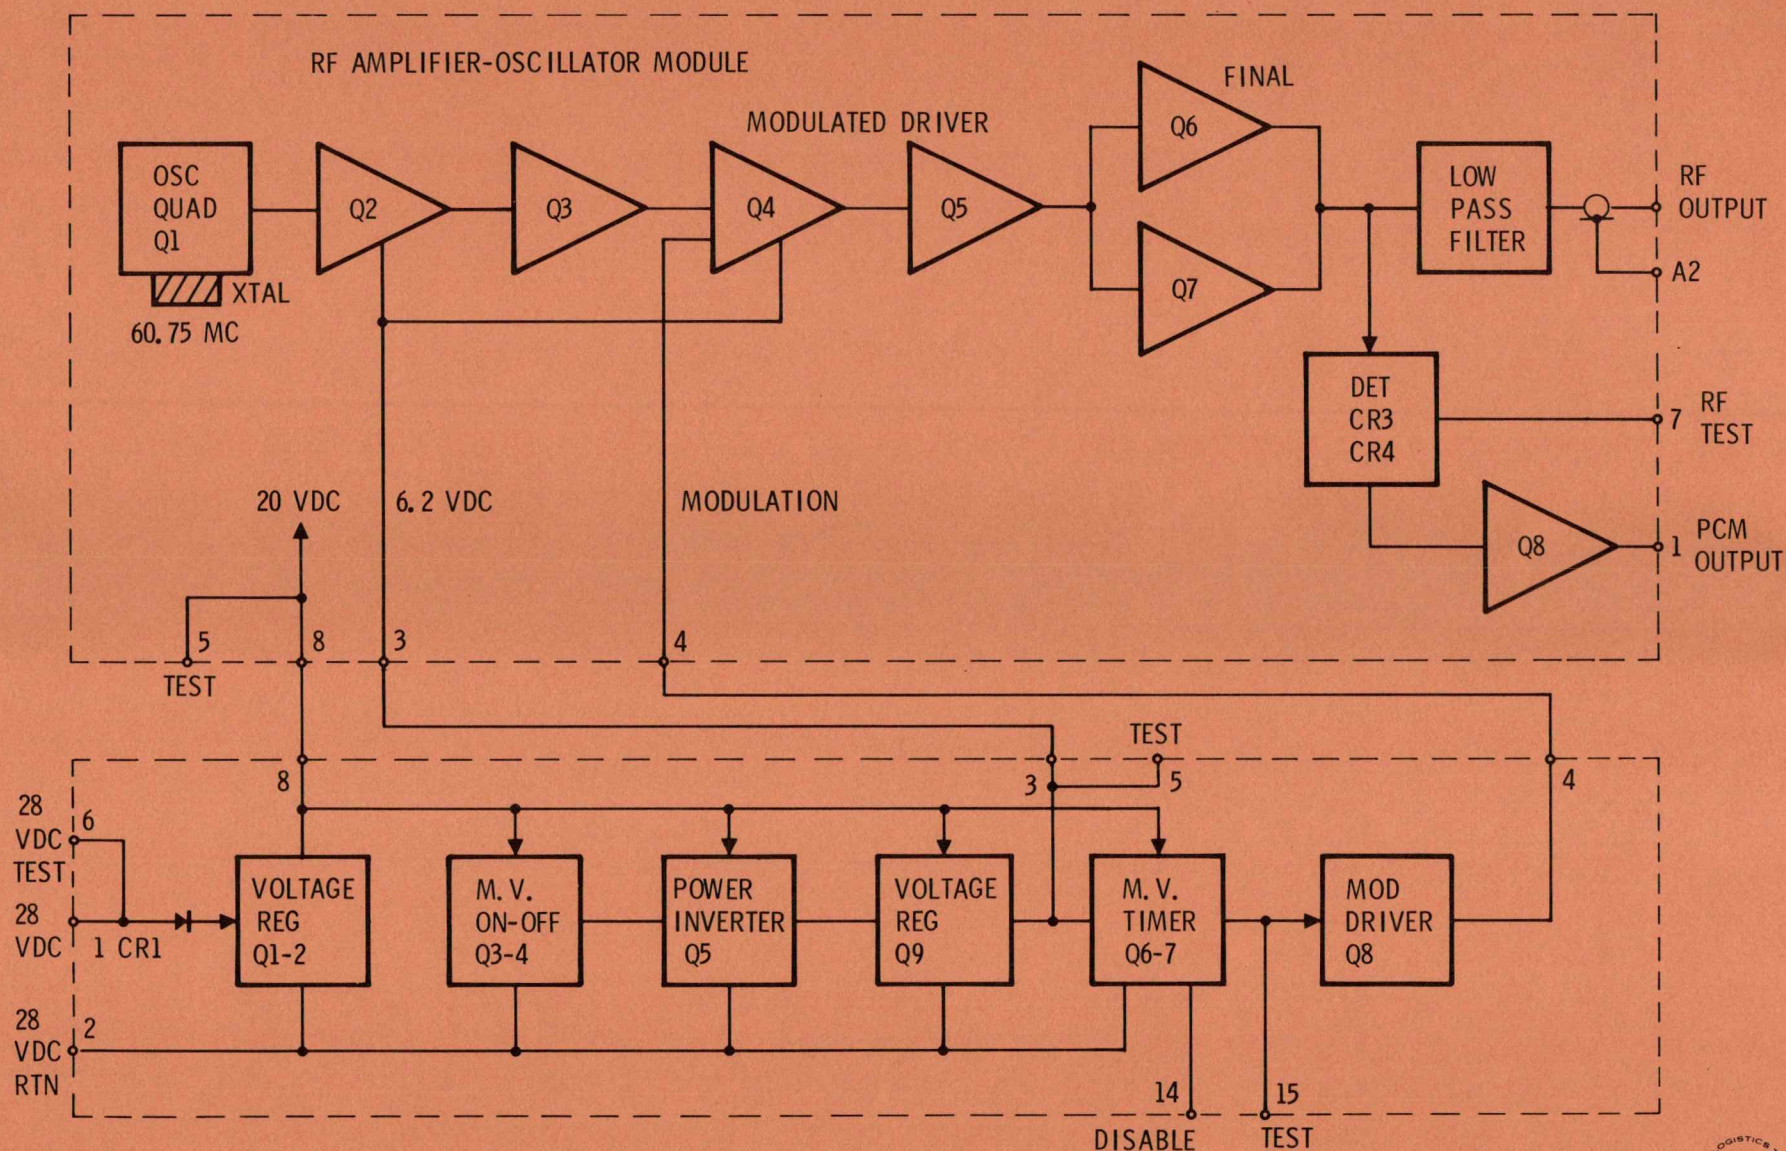 RF AMPLIFIER-OSCILLATOR MODULE
FINAL
MODULATED DRIVER
OSC
QUAD
Q1
Q2
Q3
Q4
Q5
Q6
Q7
LOW
PASS
FILTER
RF
OUTPUT
A2
XTAL
60.75 MC
DET
CR3
CR4
7
RF
TEST
20 VDC
6.2 VDC
MODULATION
Q8
1
PCM
OUTPUT
5
8
3
4
TEST
TEST
8
3
5
4
28
VDC
TEST
6
28
VDC
1 CR1
VOLTAGE
REG
Q1-2
M. V.
ON-OFF
Q3-4
POWER
INVERTER
Q5
VOLTAGE
REG
Q9
M. V.
TIMER
Q6-7
MOD
DRIVER
Q8
28
VDC
RTN
2
14
15
DISABLE
TEST
OGISTICS